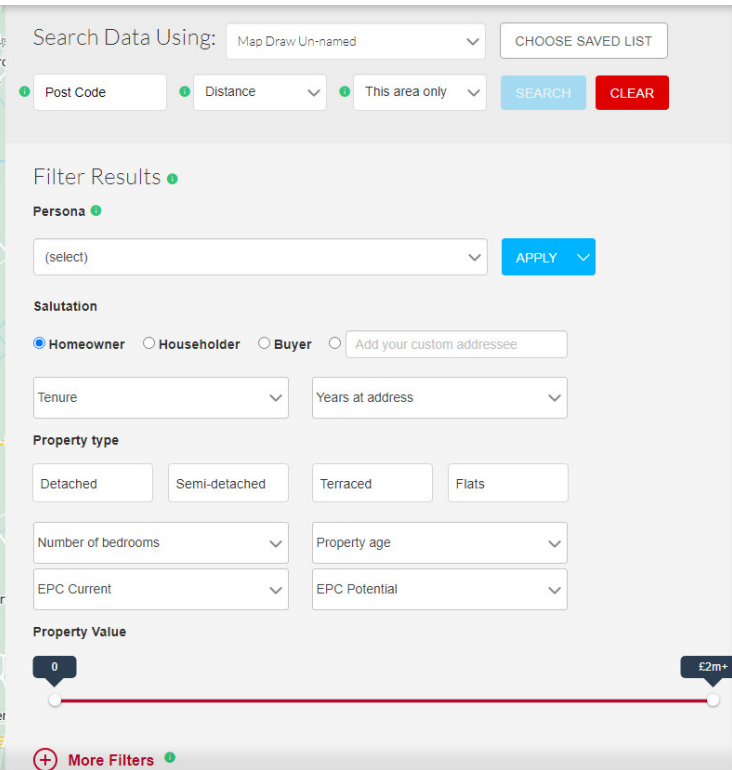 Search Data Using: Map Draw Un-named CHOOSE SAVED LIST
Post Code Distance This area only SEARCH CLEAR
Filter Results
Persona
(select) APPLY
Salutation
Homeowner Householder Buyer Add your custom addressee
Tenure Years at address
Property type
Detached Semi-detached Terraced Flats
Number of bedrooms Property age
EPC Current EPC Potential
Property Value
0 £2m+
More Filters